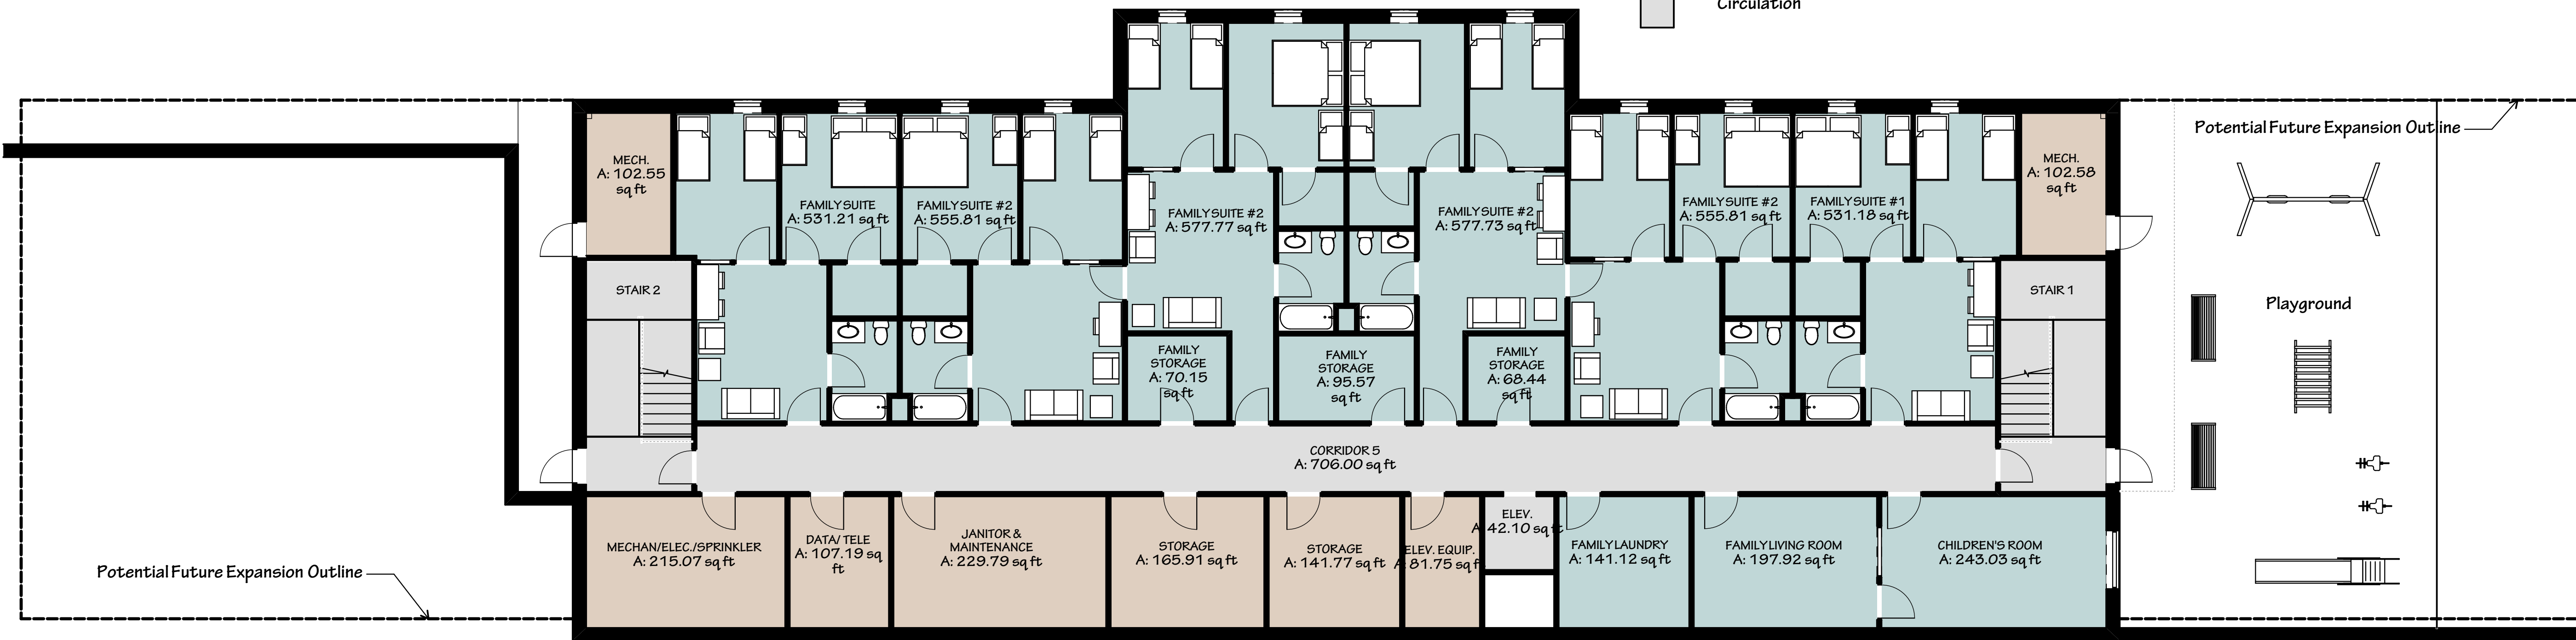 Circulation
Potential Future Expansion Outline
MECH.
A: 102.55
sq ft
FAMILY SUITE
A: 531.21 sq ft
FAMILY SUITE #2
A: 555.81 sq ft
FAMILY SUITE #2
A: 577.77 sq ft
FAMILY SUITE #2
A: 577.73 sq ft
FAMILY SUITE #2
A: 555.81 sq ft
FAMILY SUITE #1
A: 531.18 sq ft
MECH.
A: 102.58
sq ft
STAIR 2
STAIR 1
Playground
FAMILY
STORAGE
A: 70.15
sq ft
FAMILY
STORAGE
A: 95.57
sq ft
FAMILY
STORAGE
A: 68.44
sq ft
CORRIDOR 5
A: 706.00 sq ft
MECHAN/ELEC./SPRINKLER
A: 215.07 sq ft
DATA/ TELE
A: 107.19 sq
ft
JANITOR &
MAINTENANCE
A: 229.79 sq ft
STORAGE
A: 165.91 sq ft
STORAGE
A: 141.77 sq ft
ELEV. EQUIP.
A: 81.75 sq ft
ELEV.
A: 42.10 sq ft
FAMILY LAUNDRY
A: 141.12 sq ft
FAMILY LIVING ROOM
A: 197.92 sq ft
CHILDREN'S ROOM
A: 243.03 sq ft
Potential Future Expansion Outline